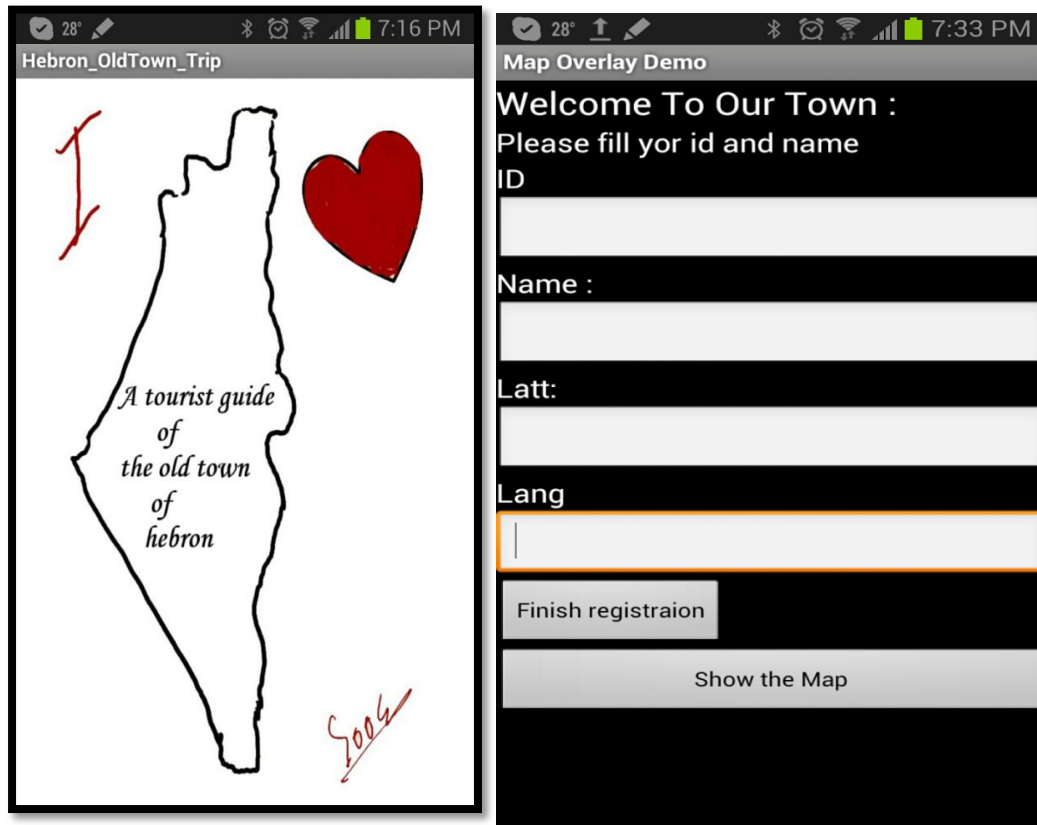 28° 7:16 PM
Hebron_OldTown_Trip
I
A tourist guide
of
the old town
of
hebron
28° 7:33 PM
Map Overlay Demo
Welcome To Our Town :
Please fill yor id and name
ID
Name :
Latt:
Lang
Finish registraion
Show the Map